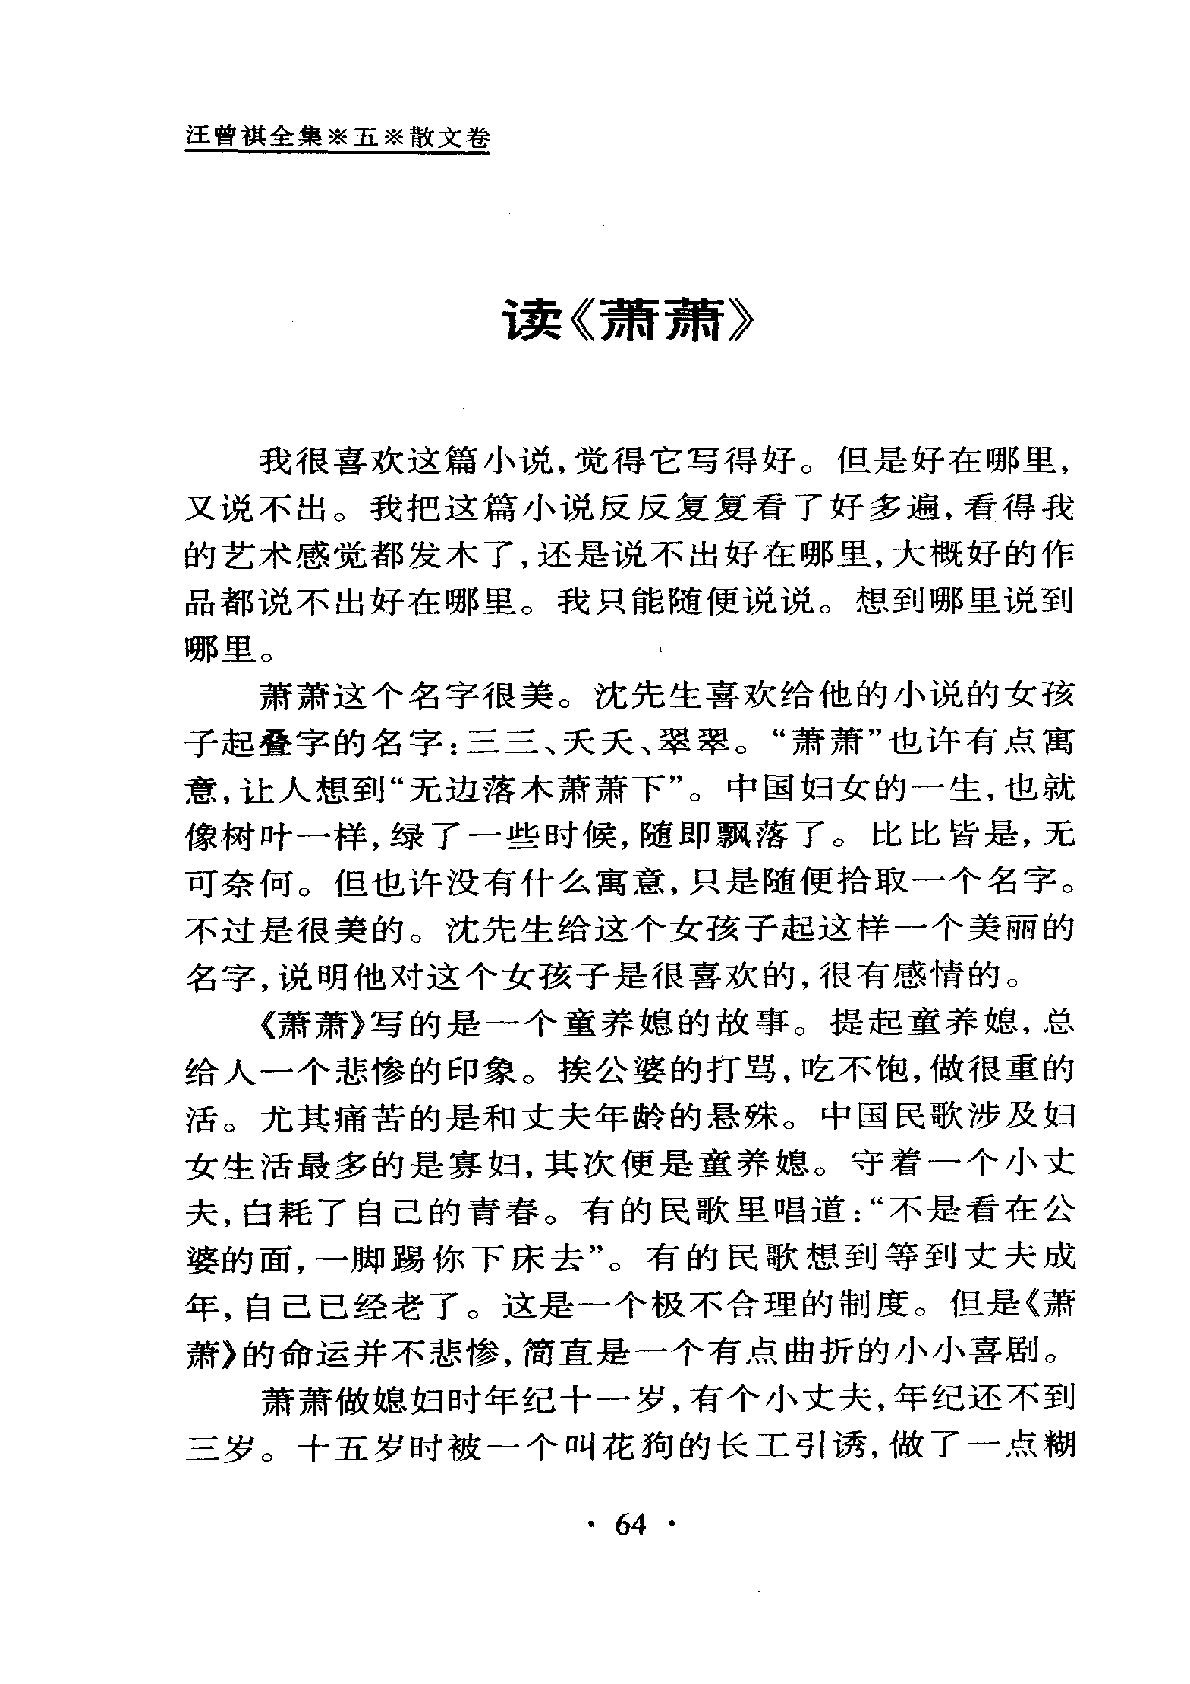 汪曾祺全集※五※散文卷
读《萧萧》
我很喜欢这篇小说,觉得它写得好。但是好在哪里,
又说不出。我把这篇小说反反复复看了好多遍,看得我
的艺术感觉都发木了,还是说不出好在哪里,大概好的作
品都说不出好在哪里。我只能随便说说。想到哪里说到
哪里。
萧萧这个名字很美。沈先生喜欢给他的小说的女孩
子起叠字的名字:三三、夭夭、翠翠。“萧萧”也许有点寓
意,让人想到“无边落木萧萧下”。中国妇女的一生,也就
像树叶一样,绿了一些时候,随即飘落了。比比皆是,无
可奈何。但也许没有什么寓意,只是随便拾取一个名字。
不过是很美的。沈先生给这个女孩子起这样一个美丽的
名字,说明他对这个女孩子是很喜欢的,很有感情的。
《萧萧》写的是一个童养媳的故事。提起童养媳,总
给人一个悲惨的印象。挨公婆的打骂,吃不饱,做很重的
活。尤其痛苦的是和丈夫年龄的悬殊。中国民歌涉及妇
女生活最多的是寡妇,其次便是童养媳。守着一个小丈
夫,白耗了自己的青春。有的民歌里唱道:“不是看在公
婆的面,一脚踢你下床去”。有的民歌想到等到丈夫成
年,自己已经老了。这是一个极不合理的制度。但是《萧
萧》的命运并不悲惨,简直是一个有点曲折的小小喜剧。
萧萧做媳妇时年纪十一岁,有个小丈夫,年纪还不到
三岁。十五岁时被一个叫花狗的长工引诱,做了一点糊
· 64 ·